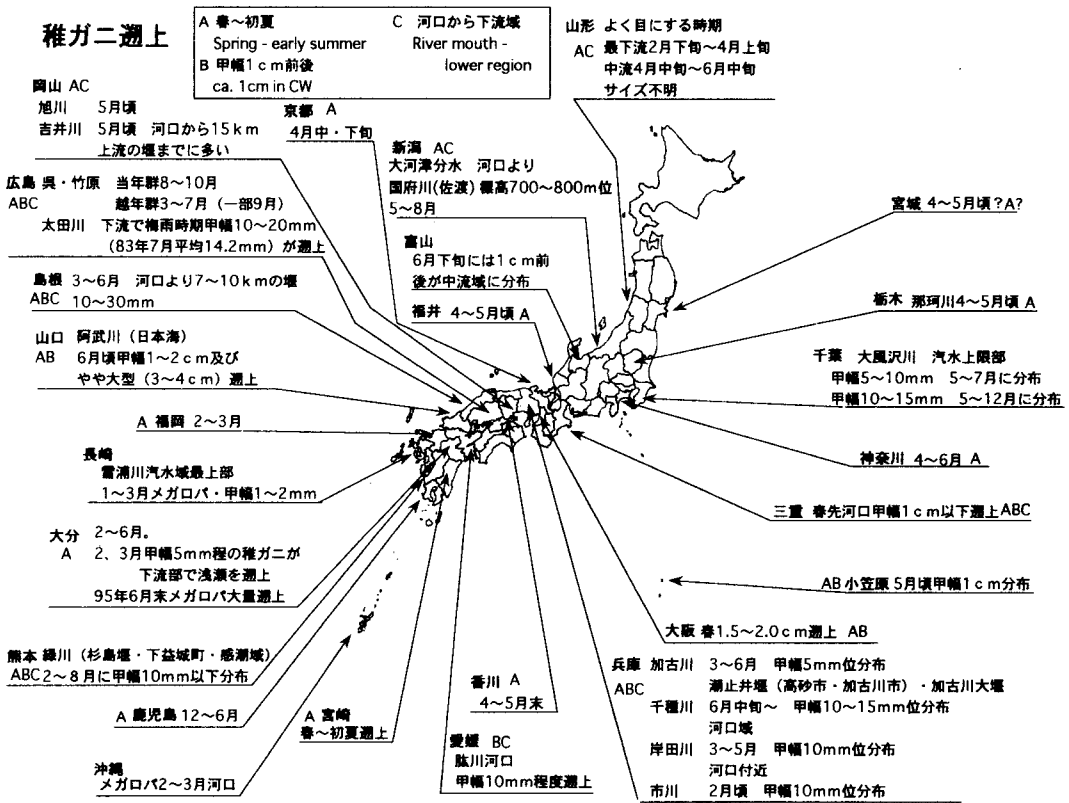 稚ガニ遡上
A 春～初夏
Spring - early summer
B 甲幅1cm前後
ca. 1cm in CW
C 河口から下流域
River mouth -
lower region
山形 よく目にする時期
AC 最下流2月下旬～4月上旬
中流4月中旬～6月中旬
サイズ不明
岡山 AC
旭川 5月頃
吉井川 5月頃 河口から15km
上流の堰までに多い
京都 A
4月中・下旬
新潟 AC
大河津分水 河口より
国府川(佐渡) 標高700～800m位
5～8月
広島 呉・竹原 当年群8～10月
ABC 越年群3～7月（一部9月）
太田川 下流で梅雨時期甲幅10～20mm
（83年7月平均14.2mm）が遡上
宮城 4～5月頃?A?
富山
6月下旬には1cm前
後が中流域に分布
島根 3～6月 河口より7～10kmの堰
ABC 10～30mm
福井 4～5月頃 A
栃木 那珂川4～5月頃 A
山口 阿武川（日本海）
AB 6月頃甲幅1～2cm及び
やや大型（3～4cm）遡上
千葉 大風沢川 汽水上限部
甲幅5～10mm 5～7月に分布
甲幅10～15mm 5～12月に分布
A 福岡 2～3月
神奈川 4～6月 A
長崎
雪浦川汽水域最上部
1～3月メガロパ・甲幅1～2mm
三重 春先河口甲幅1cm以下遡上ABC
大分 2～6月。
A 2、3月甲幅5mm程の稚ガニが
下流部で浅瀬を遡上
95年6月末メガロパ大量遡上
AB 小笠原 5月頃甲幅1cm分布
大阪 春1.5～2.0cm遡上 AB
熊本 緑川（杉島堰・下益城町・感潮域）
ABC 2～8月に甲幅10mm以下分布
兵庫 加古川 3～6月 甲幅5mm位分布
ABC 潮止井堰（高砂市・加古川市）・加古川大堰
千種川 6月中旬～ 甲幅10～15mm位分布
河口域
岸田川 3～5月 甲幅10mm位分布
河口付近
市川 2月頃 甲幅10mm位分布
香川 A
4～5月末
A 鹿児島 12～6月
A 宮崎
春～初夏遡上
愛媛 BC
肱川河口
甲幅10mm程度遡上
沖縄
メガロパ2～3月河口